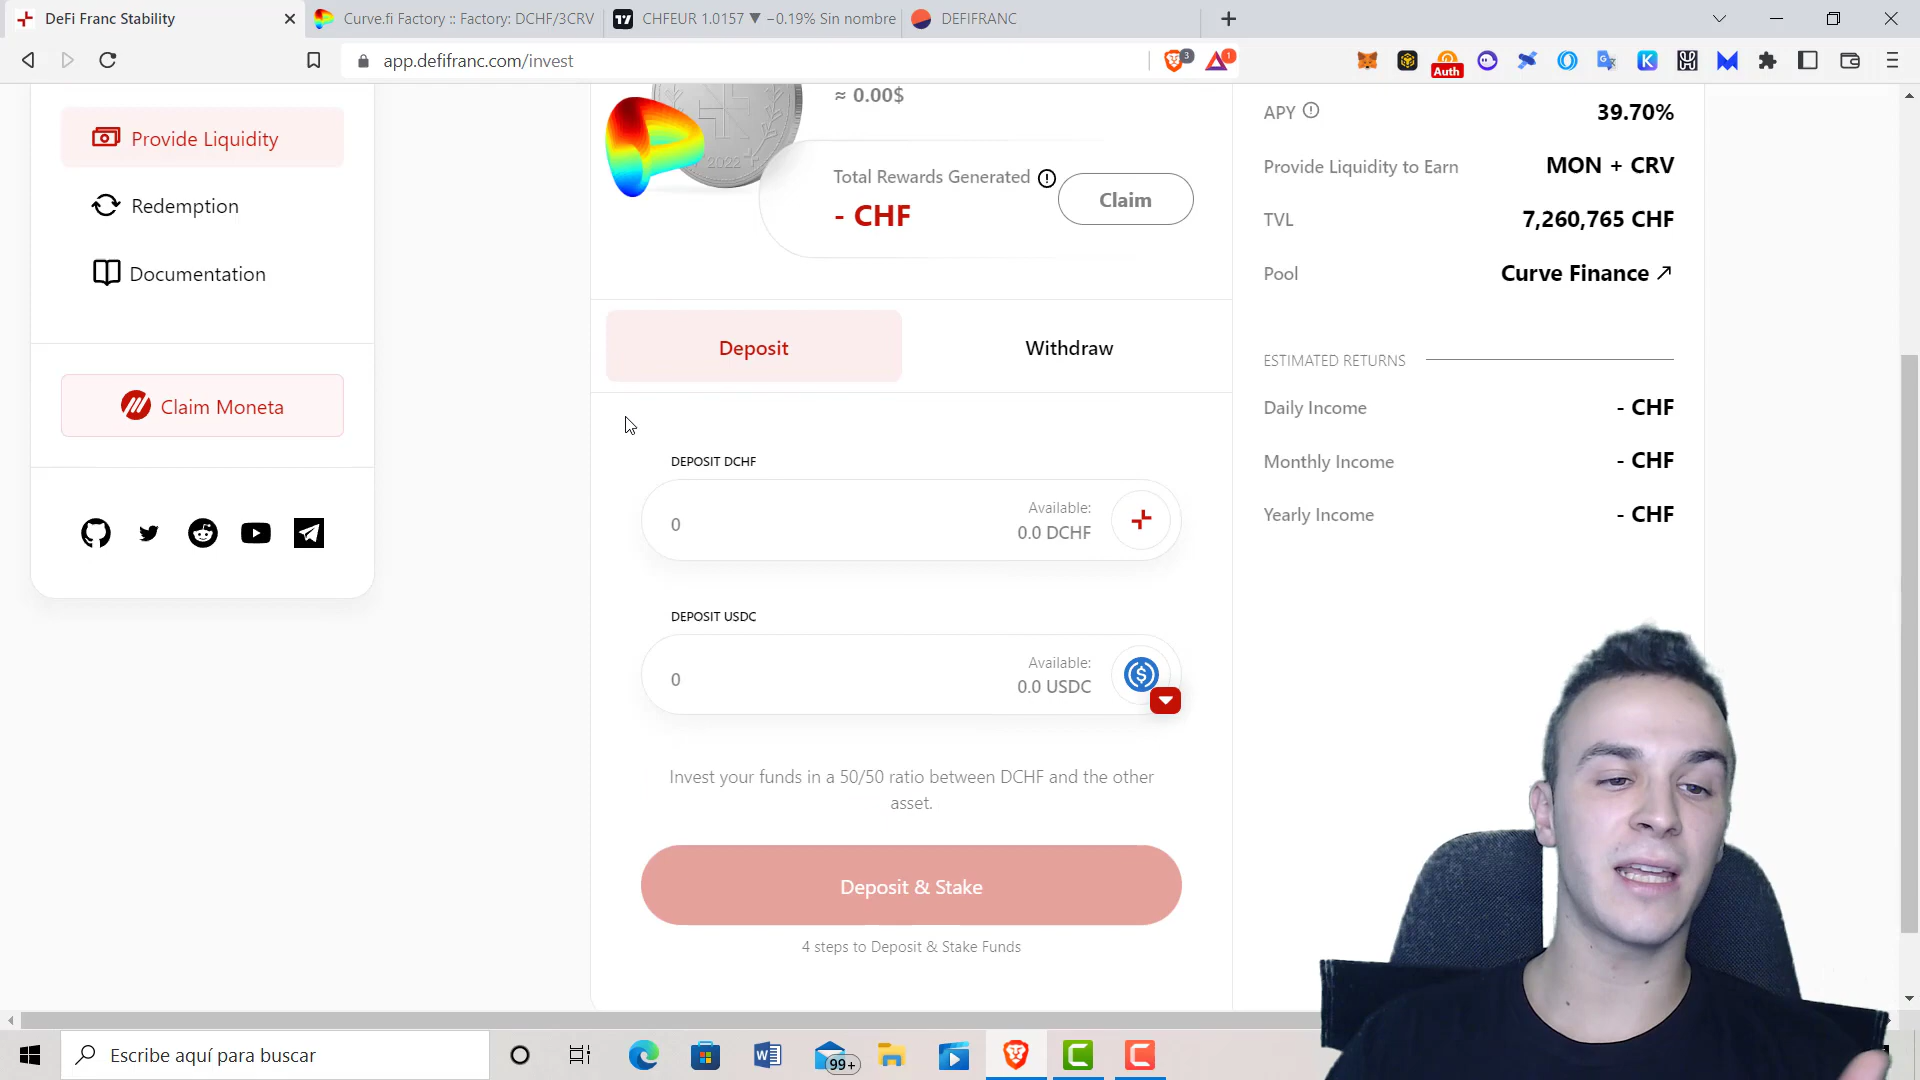 DeFi Franc Stability
Curve.fi Factory :: Factory: DCHF/3CRV
CHFEUR 1.0157 ▼ −0.19% Sin nombre
DEFIFRANC
app.defifranc.com/invest
3
1
Auth
Provide Liquidity
Redemption
Documentation
Claim Moneta
≈ 0.00$
2022
Total Rewards Generated
- CHF
Claim
Deposit
Withdraw
DEPOSIT DCHF
0
Available:
0.0 DCHF
DEPOSIT USDC
0
Available:
0.0 USDC
Invest your funds in a 50/50 ratio between DCHF and the other
asset.
Deposit & Stake
4 steps to Deposit & Stake Funds
APY
39.70%
Provide Liquidity to Earn
MON + CRV
TVL
7,260,765 CHF
Pool
Curve Finance ↗
ESTIMATED RETURNS
Daily Income
- CHF
Monthly Income
- CHF
Yearly Income
- CHF
Escribe aquí para buscar
99+